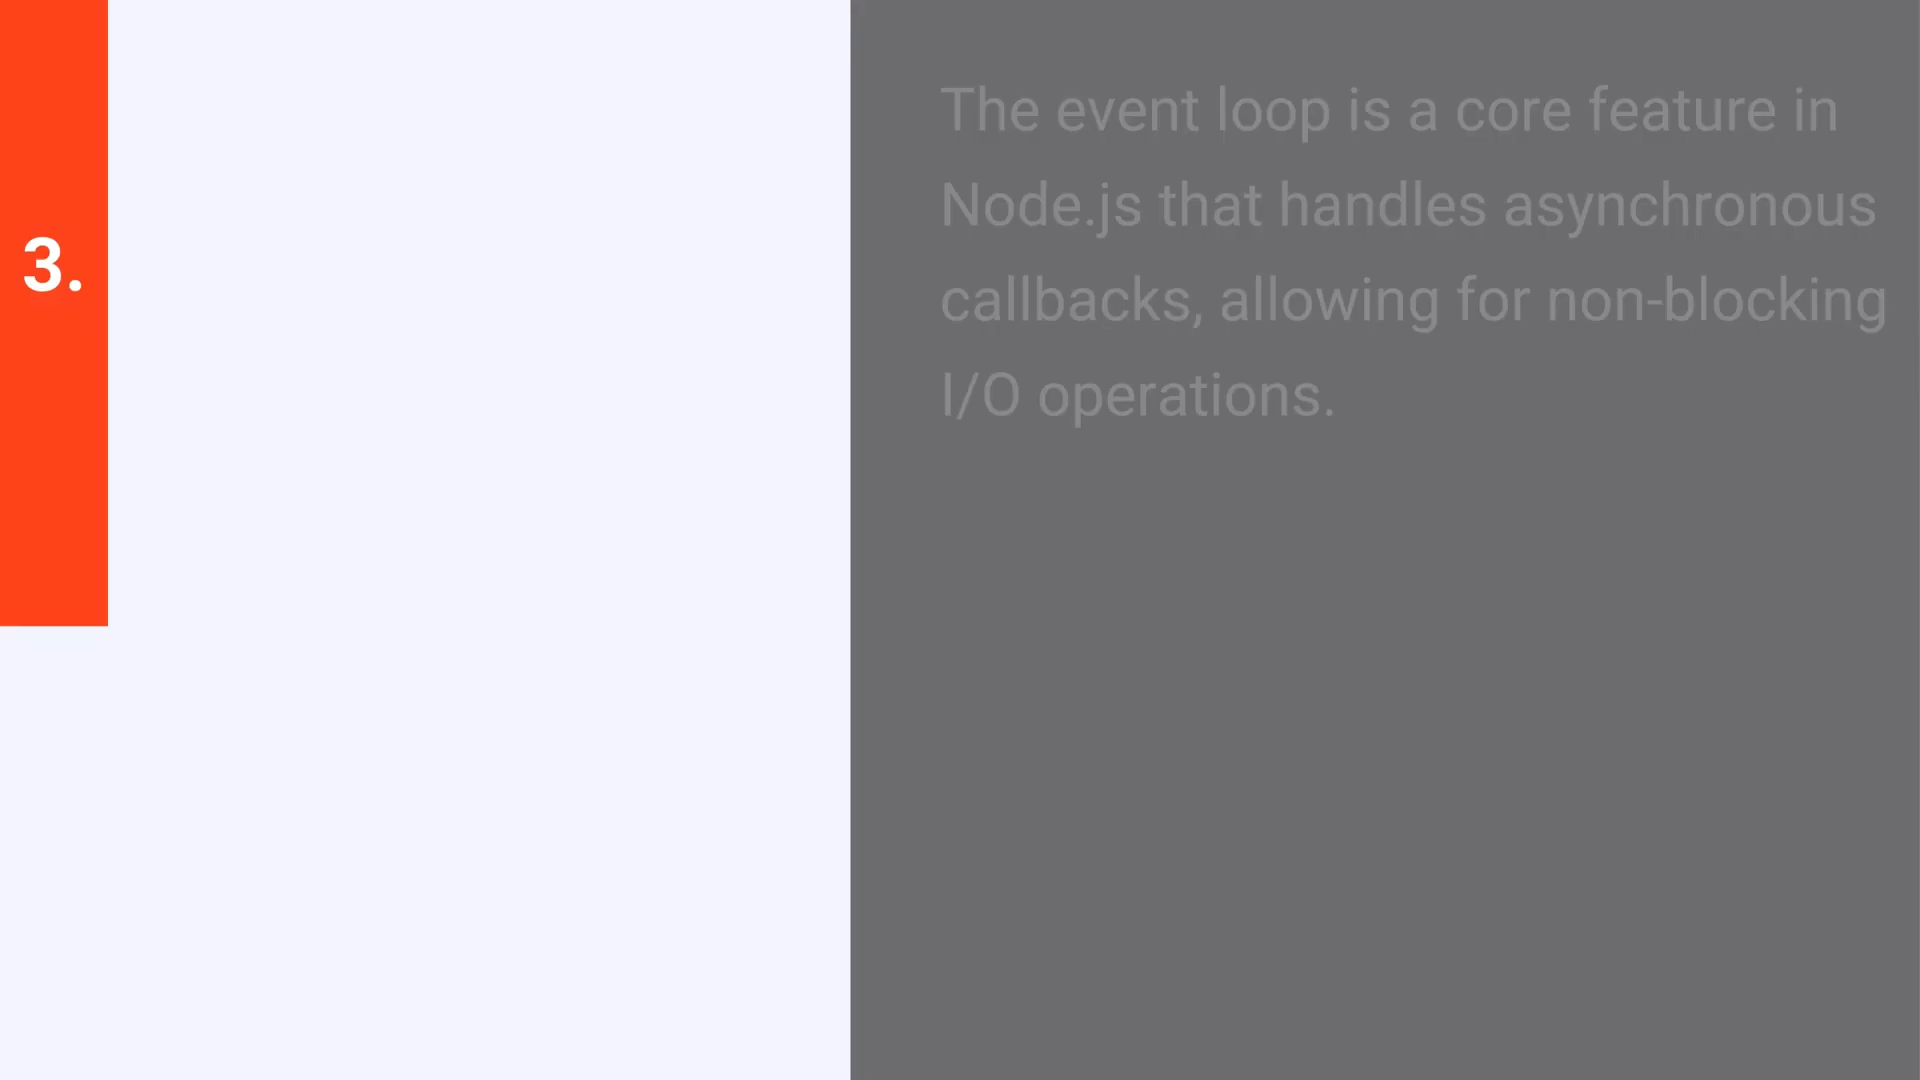 3.
The event loop is a core feature in
Node.js that handles asynchronous
callbacks, allowing for non-blocking
I/O operations.